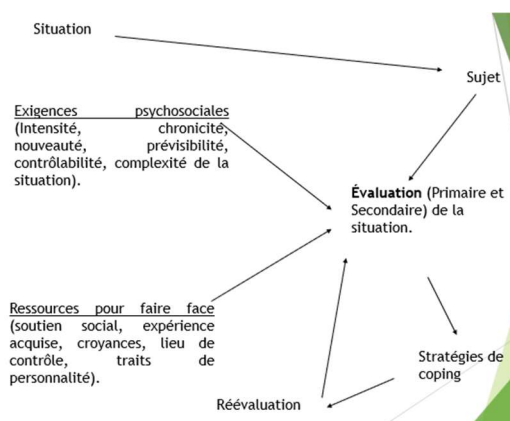 Situation
Sujet
Exigences psychosociales
(Intensité, chronicité,
nouveauté, prévisibilité,
contrôlabilité, complexité de la
situation).
Évaluation (Primaire et
Secondaire) de la
situation.
Ressources pour faire face
(soutien social, expérience
acquise, croyances, lieu de
contrôle, traits de
personnalité).
Stratégies de
coping
Réévaluation